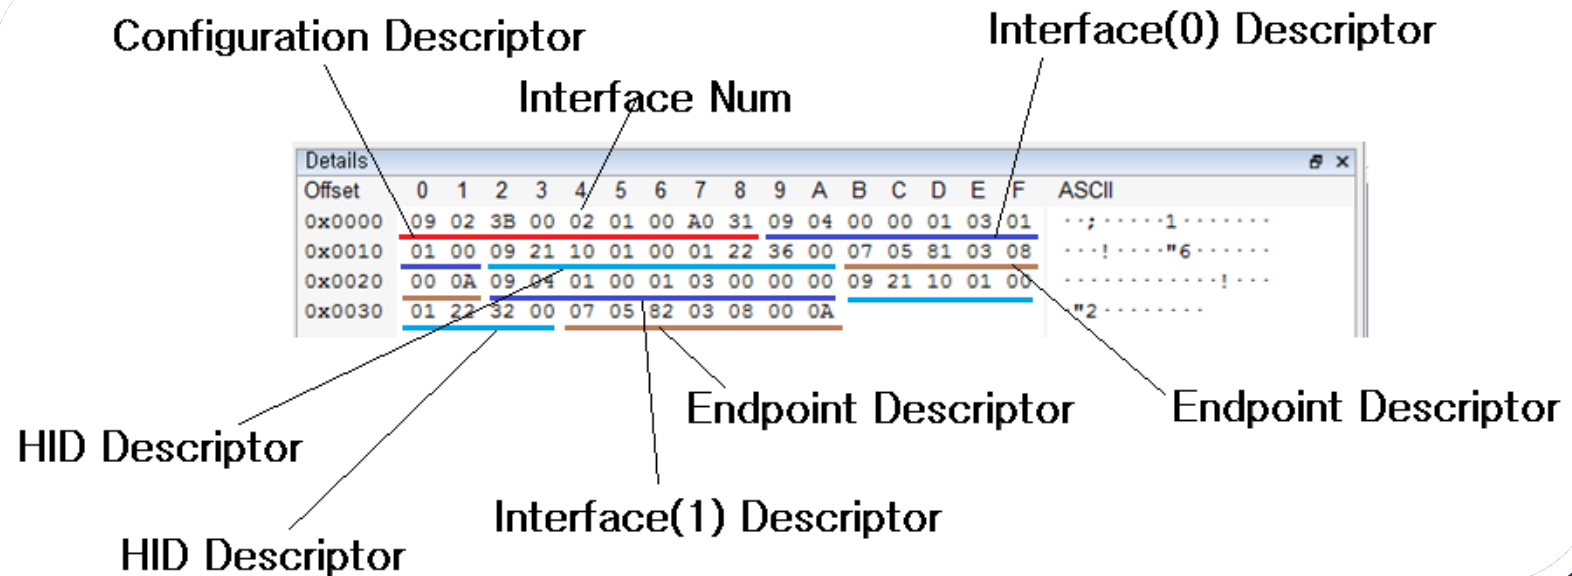 Configuration Descriptor
Interface(0) Descriptor
Interface Num
Details
Offset 0 1 2 3 4 5 6 7 8 9 A B C D E F ASCII
0x0000 09 02 3B 00 02 01 00 A0 31 09 04 00 00 01 03 01 ··;·····1·······
0x0010 01 00 09 21 10 01 00 01 22 36 00 07 05 81 03 08 ···!····"6······
0x0020 00 0A 09 04 01 00 01 03 00 00 00 09 21 10 01 00 ············!···
0x0030 01 22 32 00 07 05 82 03 08 00 0A ·"2········
Endpoint Descriptor
Endpoint Descriptor
HID Descriptor
Interface(1) Descriptor
HID Descriptor